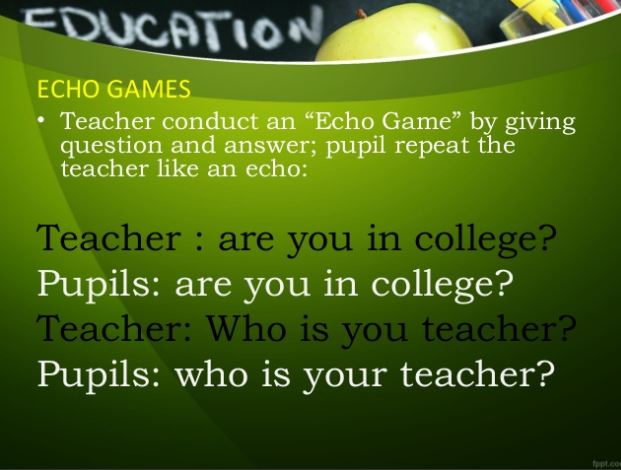 EDUCATION
ECHO GAMES
• Teacher conduct an “Echo Game” by giving
question and answer; pupil repeat the
teacher like an echo:
Teacher : are you in college?
Pupils: are you in college?
Teacher: Who is you teacher?
Pupils: who is your teacher?